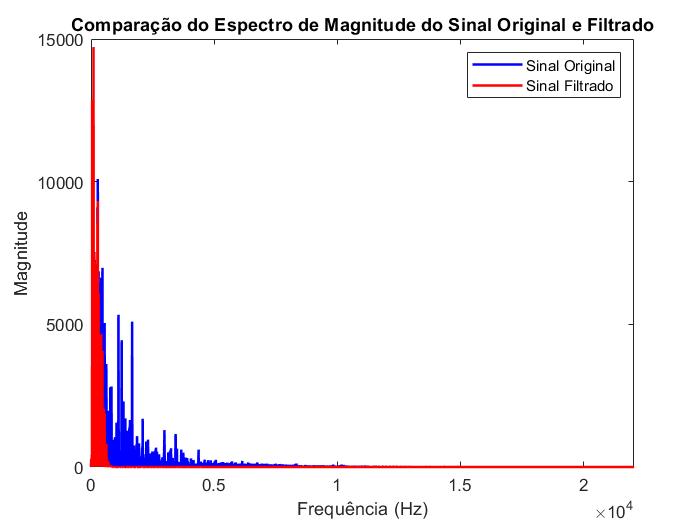 Comparação do Espectro de Magnitude do Sinal Original e Filtrado
Sinal Original
Sinal Filtrado
Magnitude
15000
10000
5000
0
0 0.5 1 1.5 2
Frequência (Hz)
×10⁴